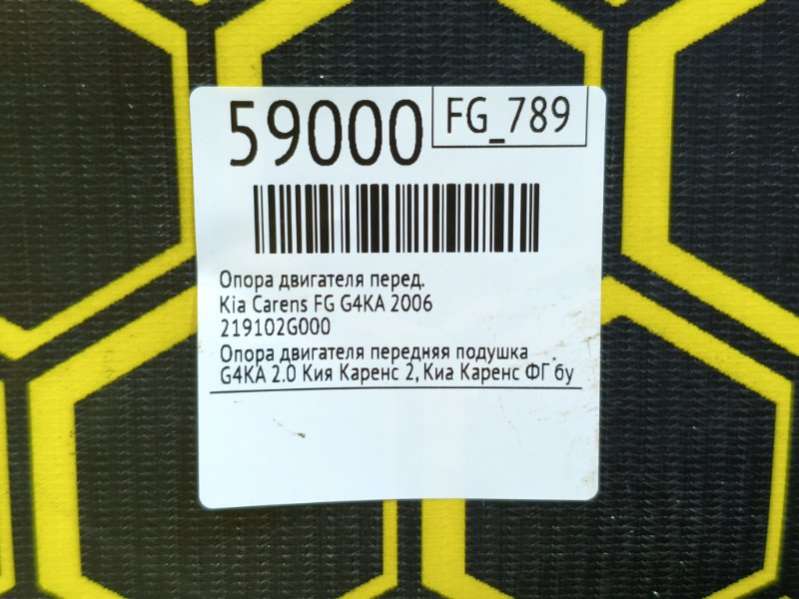 59000
FG_789
Опора двигателя перед.
Kia Carens FG G4KA 2006
219102G000
Опора двигателя передняя подушка
G4KA 2.0 Кия Каренс 2, Киа Каренс ФГ бу